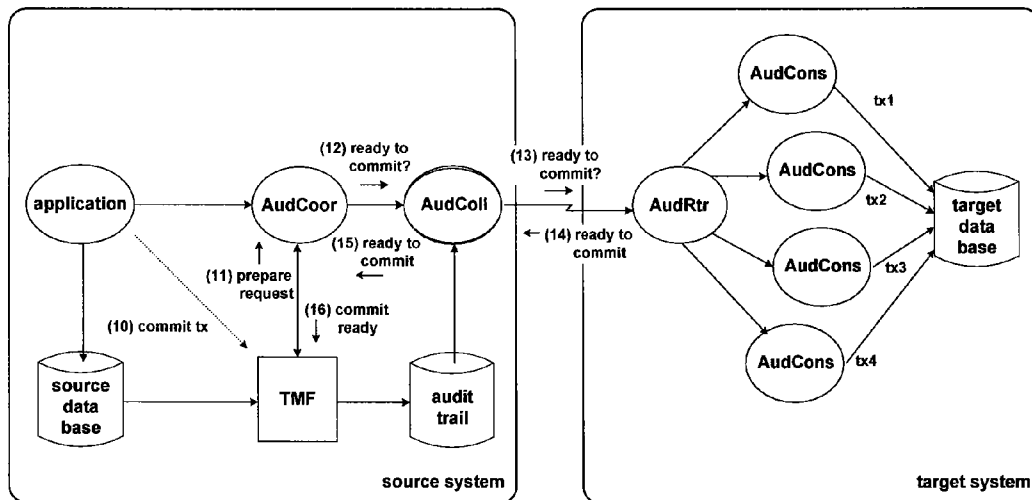 AudCons
tx1
(12) ready to
commit?
(13) ready to
commit?
AudCons
application
AudCoor
AudColl
AudRtr
tx2
target
data
base
(15) ready to
commit
(14) ready to
commit
(11) prepare
request
AudCons
tx3
(16) commit
ready
(10) commit tx
AudCons
tx4
source
data
base
TMF
audit
trail
source system
target system